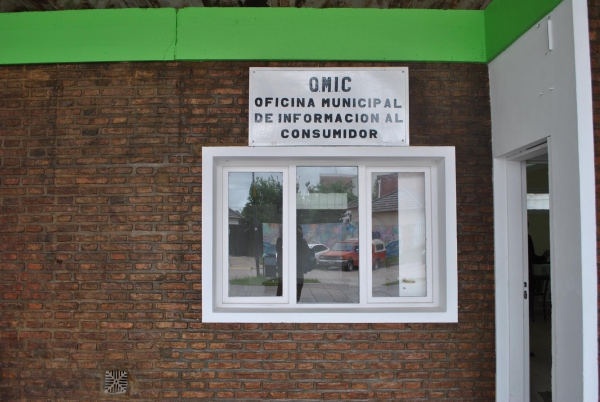 OMIC
OFICINA MUNICIPAL
DE INFORMACION AL
CONSUMIDOR